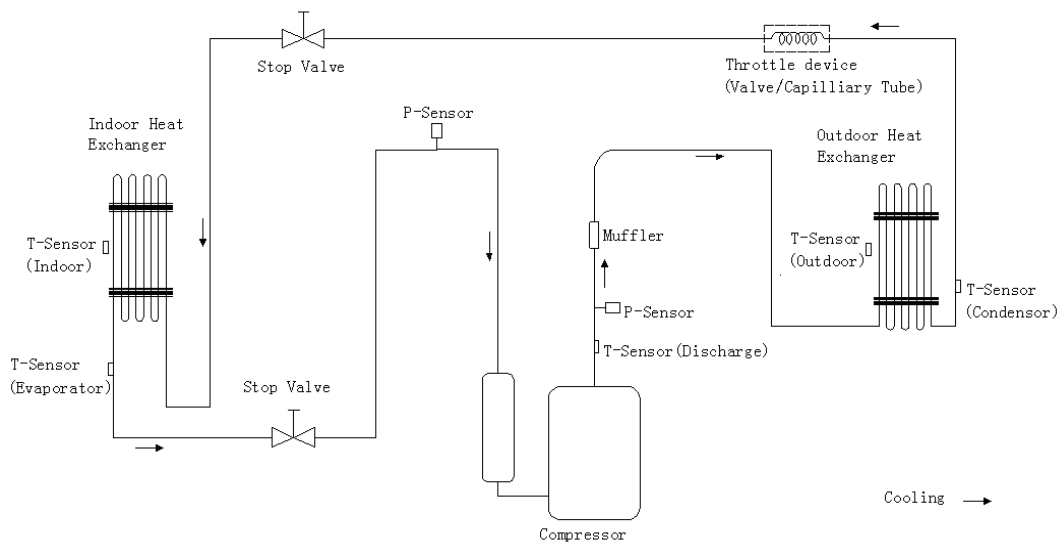 Stop Valve
Throttle device
(Valve/Capilliary Tube)
P-Sensor
Indoor Heat
Exchanger
Outdoor Heat
Exchanger
Muffler
T-Sensor
(Indoor)
T-Sensor
(Outdoor)
T-Sensor
(Condensor)
P-Sensor
T-Sensor(Discharge)
T-Sensor
(Evaporator)
Stop Valve
Cooling
Compressor